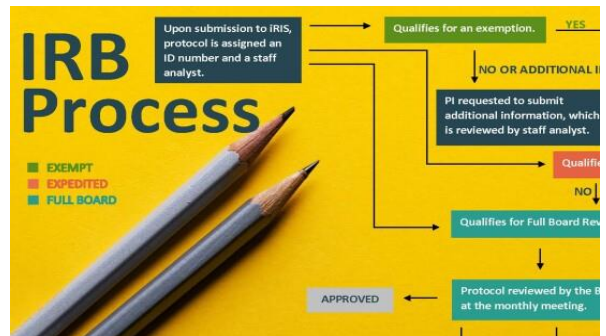 IRB
Process
Upon submission to iRIS,
protocol is assigned an
ID number and a staff
analyst.
EXEMPT
EXPEDITED
FULL BOARD
Qualifies for an exemption.
YES
NO OR ADDITIONAL
PI requested to submit
additional information, which
is reviewed by staff analyst.
NO
Qualifies for Full Board
Protocol reviewed by the
at the monthly meeting.
APPROVED